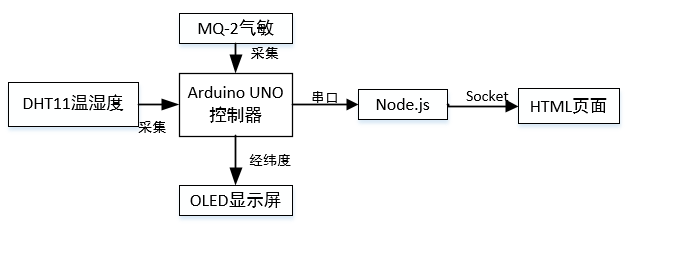 MQ-2气敏
采集
DHT11温湿度
采集
Arduino UNO
控制器
串口
Node.js
Socket
HTML页面
经纬度
OLED显示屏